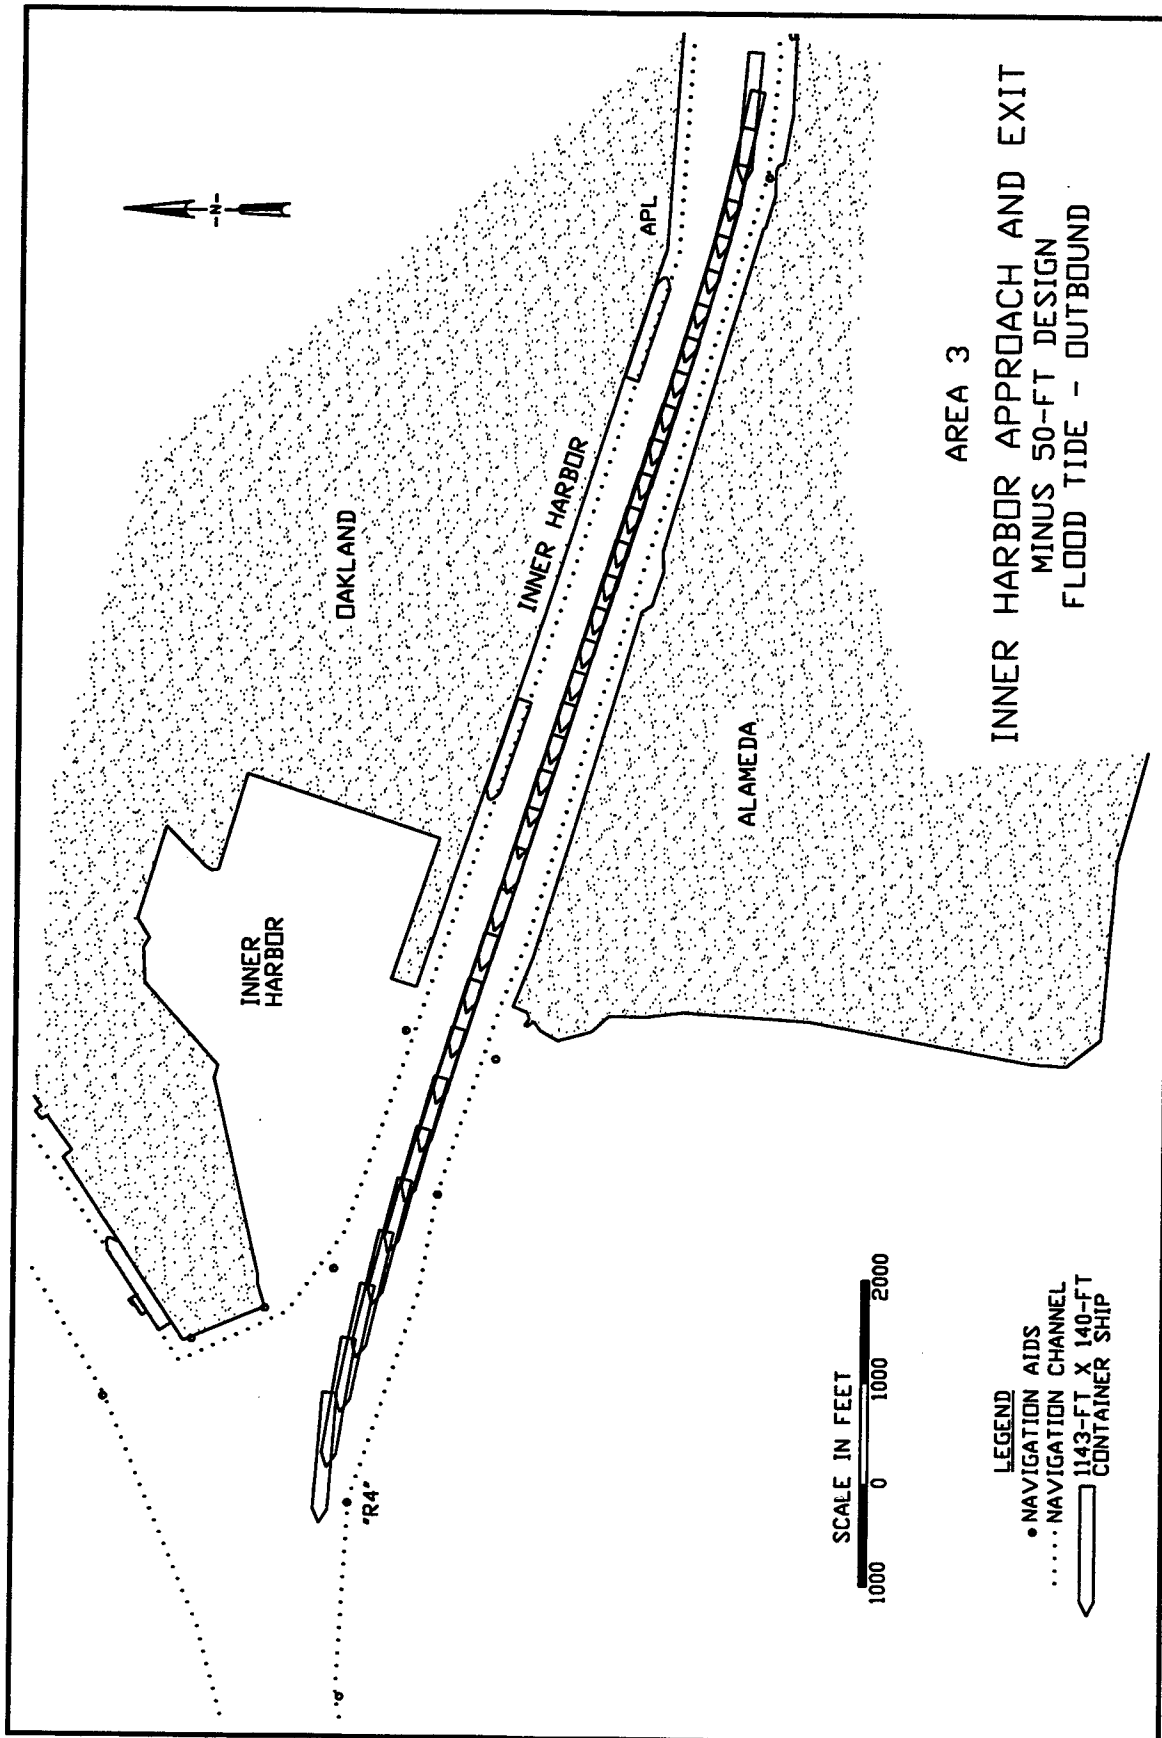 -N-
APL
OAKLAND
INNER HARBOR
INNER
HARBOR
ALAMEDA
"R4"
AREA 3
INNER HARBOR APPROACH AND EXIT
MINUS 50-FT DESIGN
FLOOD TIDE - OUTBOUND
SCALE IN FEET
1000 0 1000 2000
LEGEND
NAVIGATION AIDS
NAVIGATION CHANNEL
1143-FT X 140-FT
CONTAINER SHIP